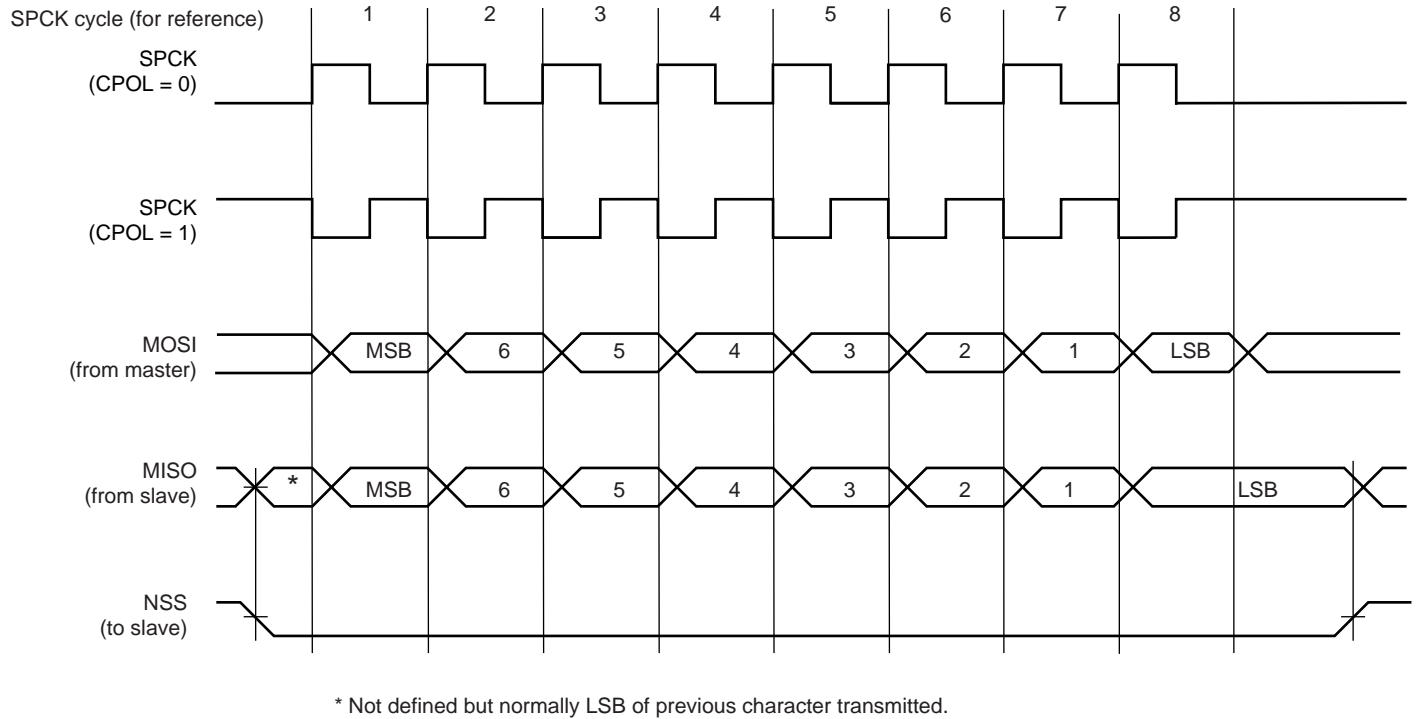 SPCK cycle (for reference) 1 2 3 4 5 6 7 8
SPCK
(CPOL = 0)
SPCK
(CPOL = 1)
MOSI
(from master)
MSB 6 5 4 3 2 1 LSB
MISO
(from slave)
* MSB 6 5 4 3 2 1 LSB
NSS
(to slave)
* Not defined but normally LSB of previous character transmitted.